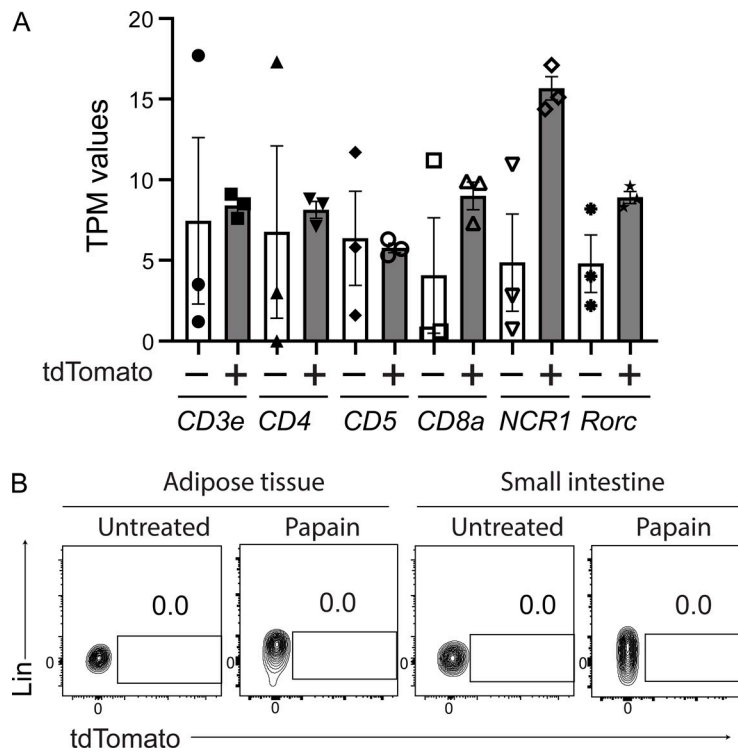 A
20
15
10
5
0
TPM values
tdTomato − + − + − + − + − + − +
CD3e CD4 CD5 CD8a NCR1 Rorc
B
Adipose tissue Small intestine
Untreated Papain Untreated Papain
0.0 0.0 0.0 0.0
0 0 0 0
Lin
0 0 0 0
tdTomato